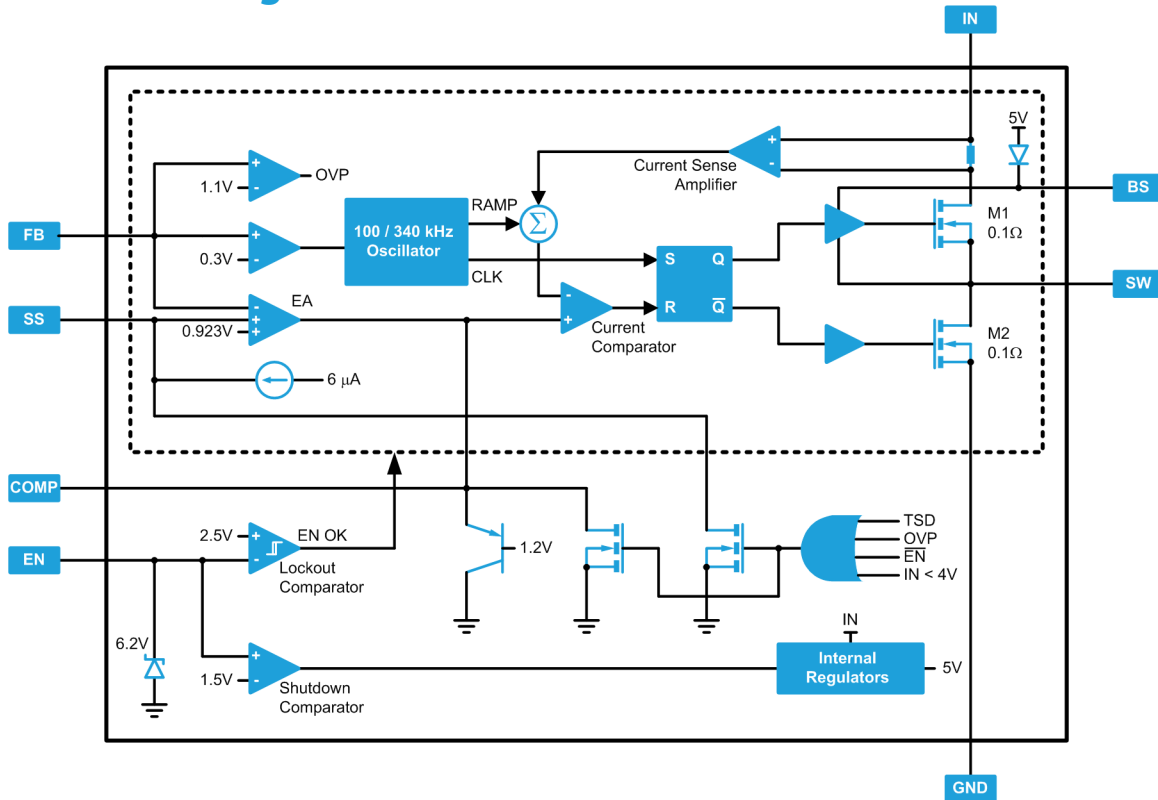 IN
5V
Current Sense
Amplifier
+
-
BS
M1
0.1Ω
SW
M2
0.1Ω
FB
+
1.1V
-
OVP
+
0.3V
-
100 / 340 kHz
Oscillator
RAMP
CLK
Σ
S
Q
R
Q̅
SS
-
+
+
0.923V
EA
-
+
Current
Comparator
6 μA
COMP
EN
2.5V
+
-
EN OK
Lockout
Comparator
1.2V
TSD
OVP
E̅N̅
IN < 4V
6.2V
+
1.5V
-
Shutdown
Comparator
IN
Internal
Regulators
5V
GND